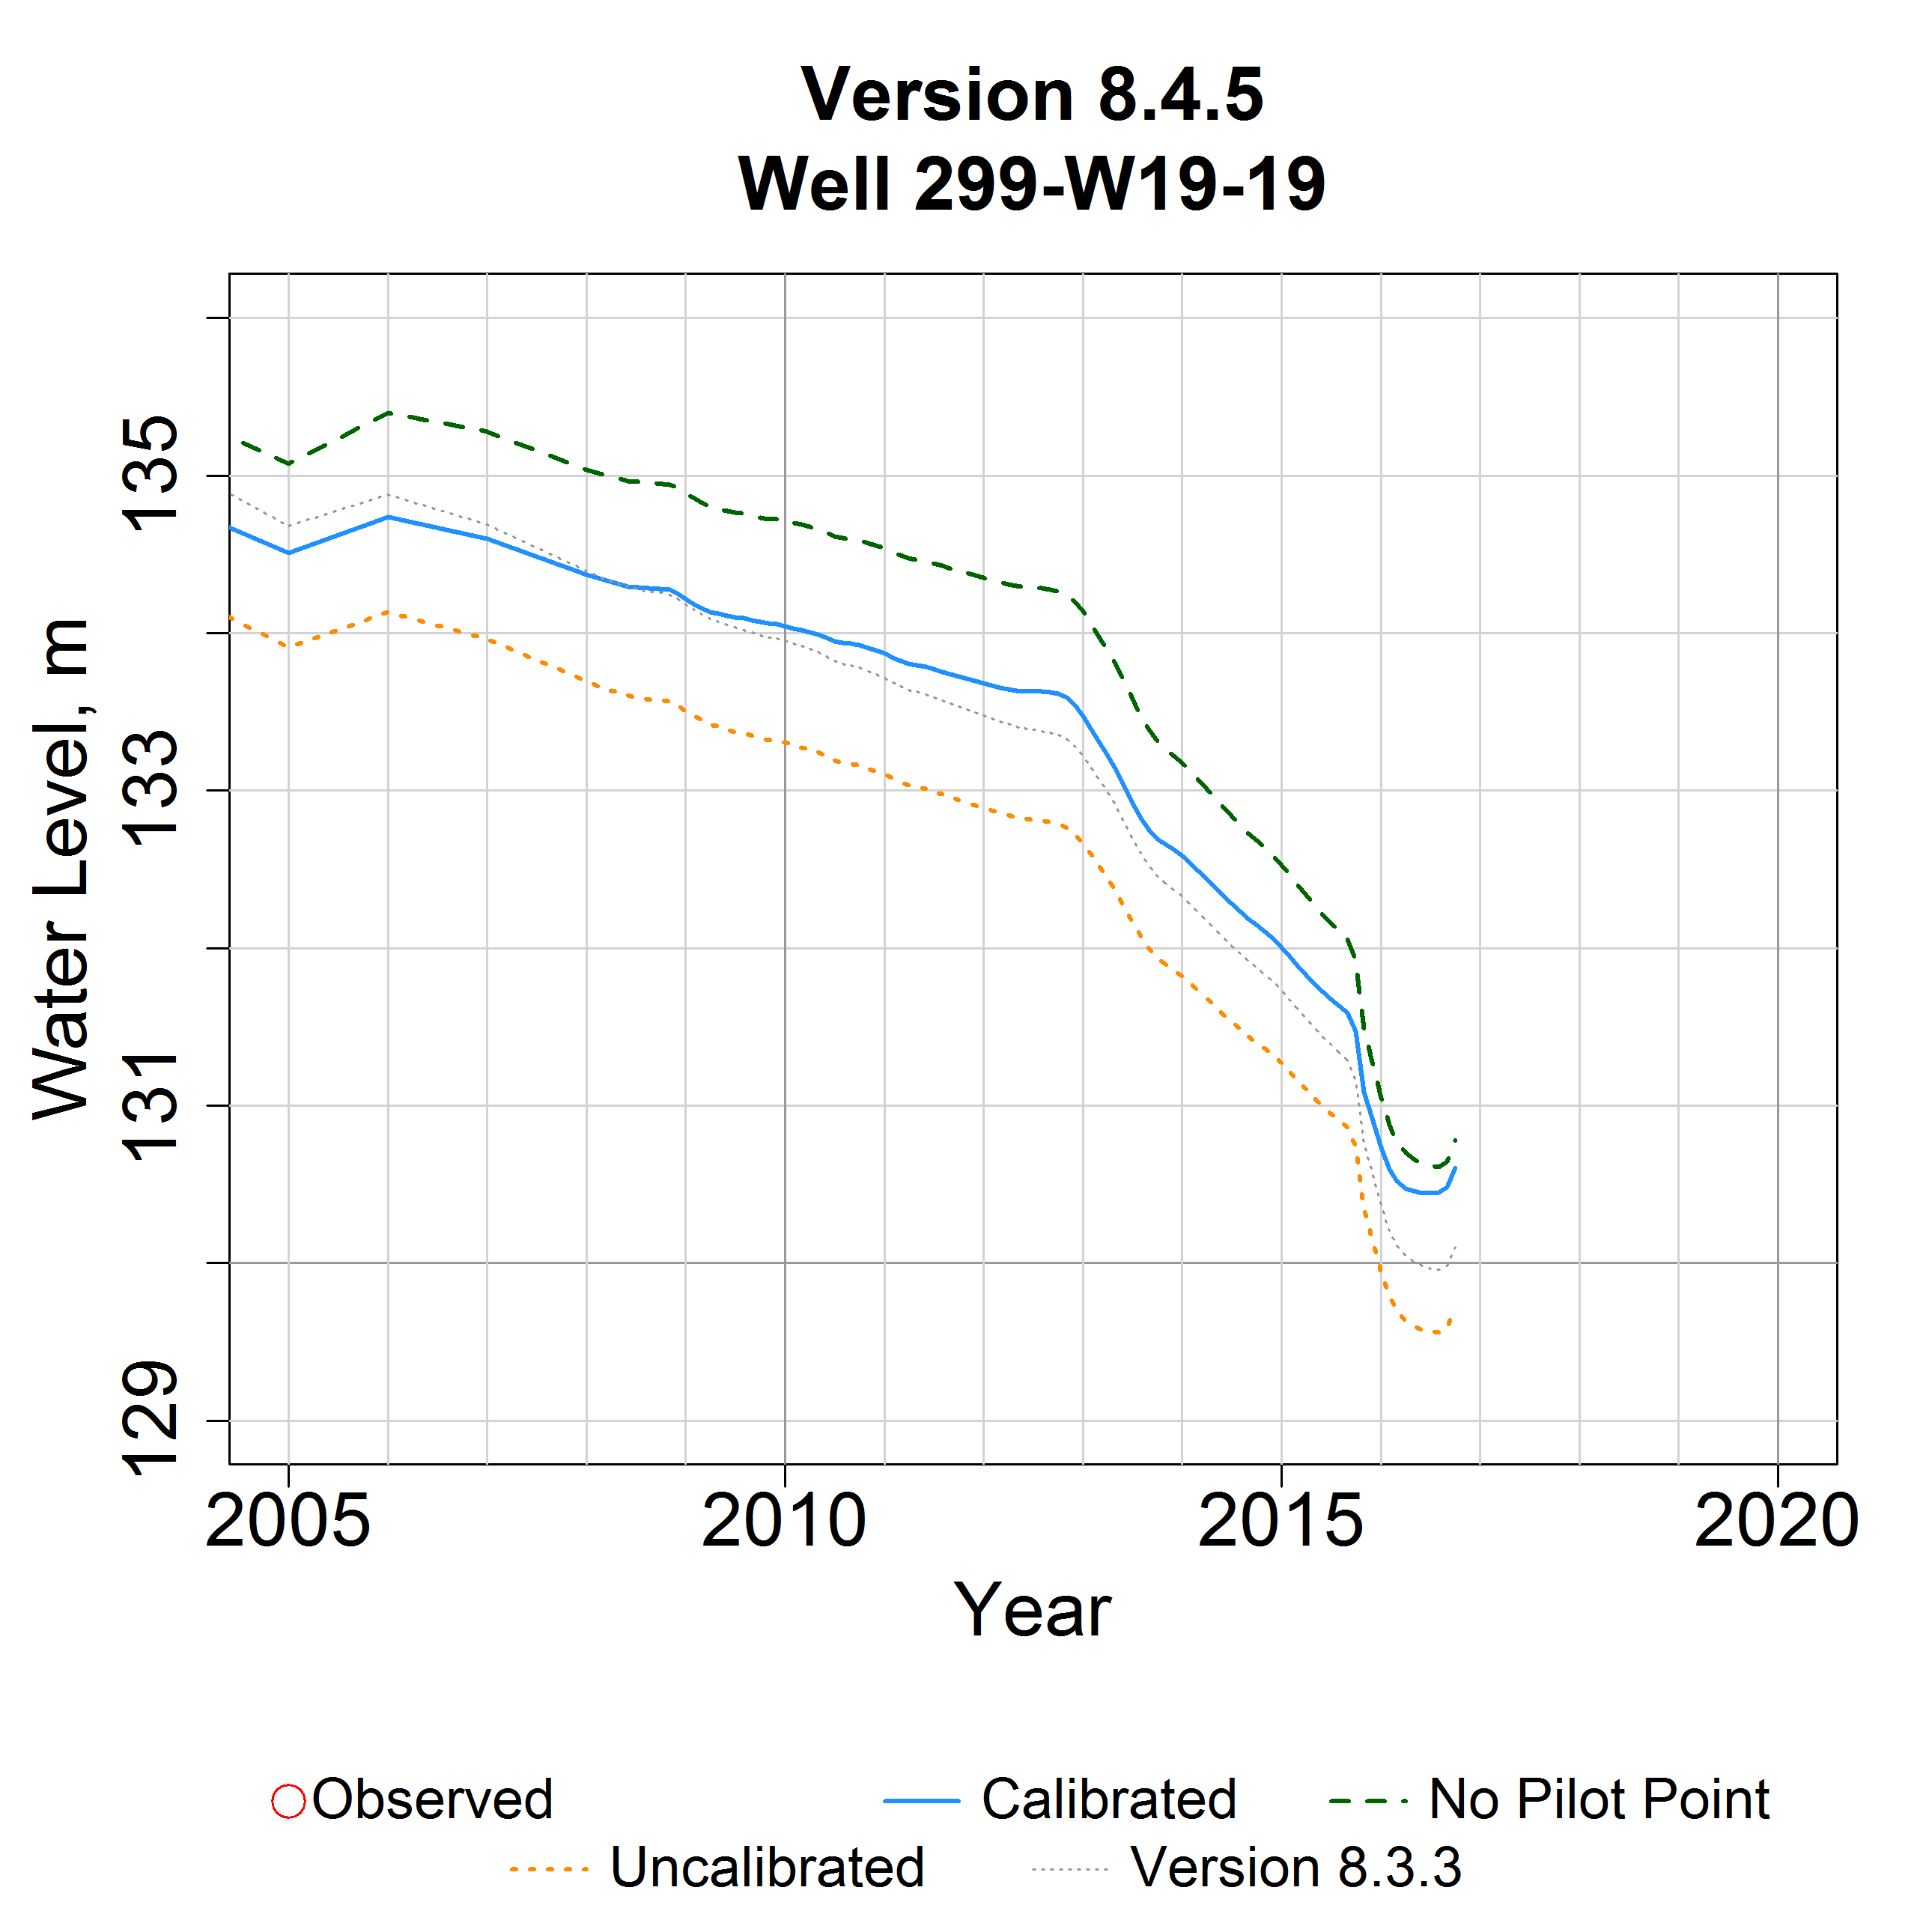 Version 8.4.5
Well 299-W19-19
Water Level, m
135
133
131
129
2005 2010 2015 2020
Year
Observed Calibrated No Pilot Point
Uncalibrated Version 8.3.3